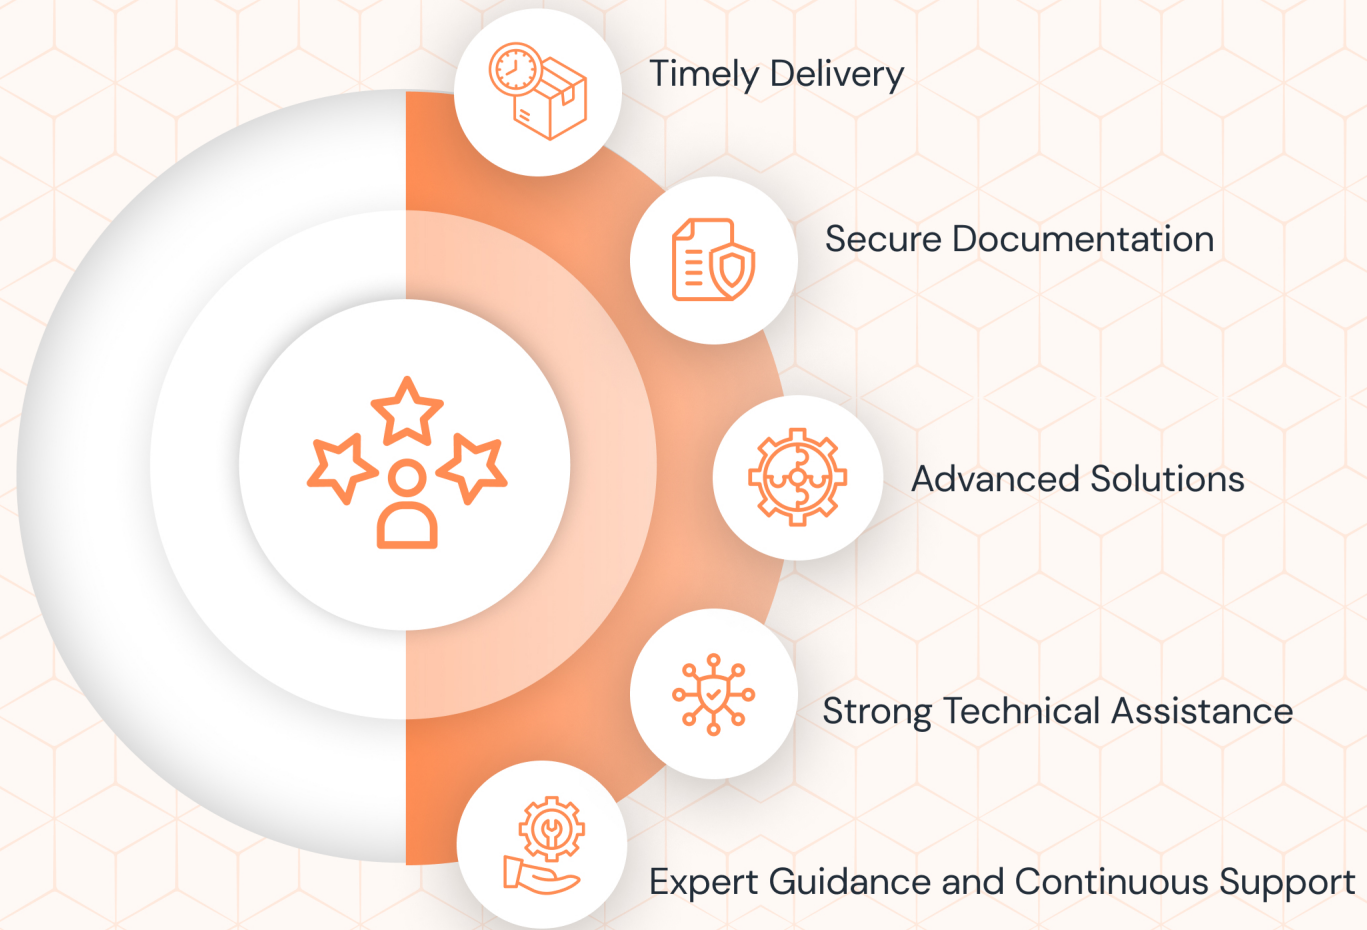 Timely Delivery
Secure Documentation
Advanced Solutions
Strong Technical Assistance
Expert Guidance and Continuous Support